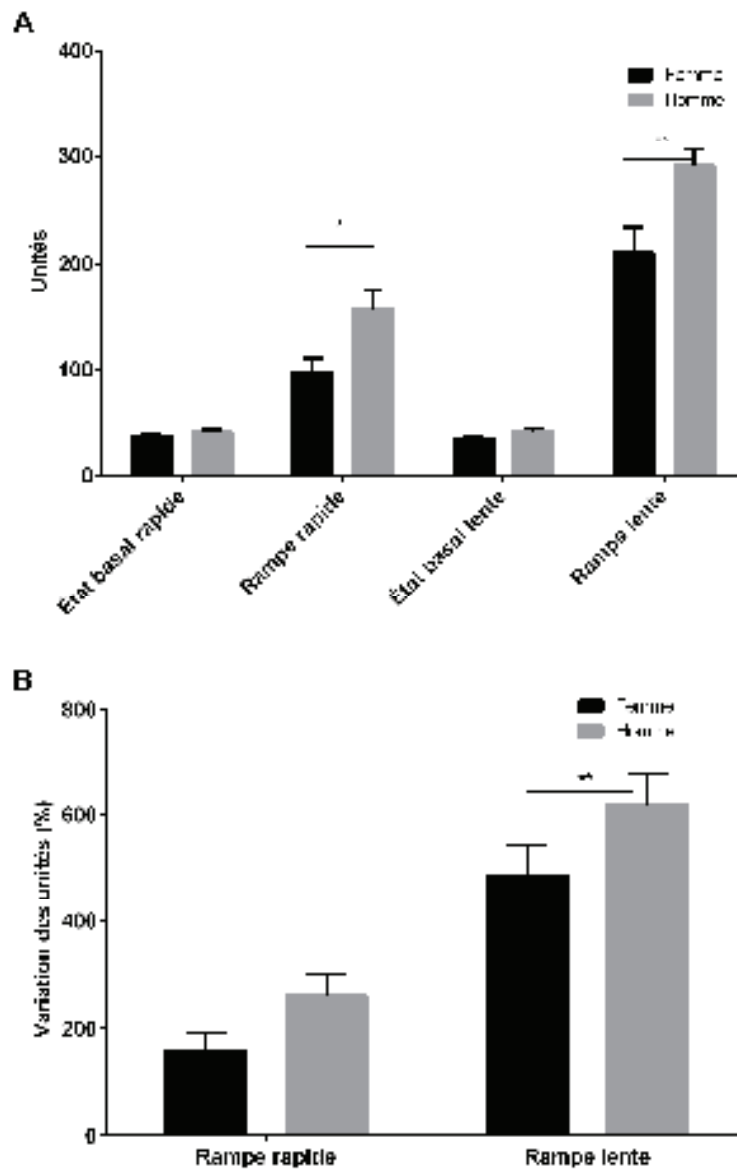 A
400
Femme
Homme
300
**
Unités
200
*
100
0
État basal rapide
Rampe rapide
État basal lente
Rampe lente
B
800
Femme
Homme
**
600
Variation des unités (%)
400
200
0
Rampe rapide
Rampe lente